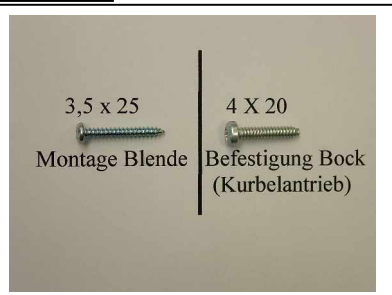 3,5 x 25
Montage Blende
4 X 20
Befestigung Bock
(Kurbelantrieb)